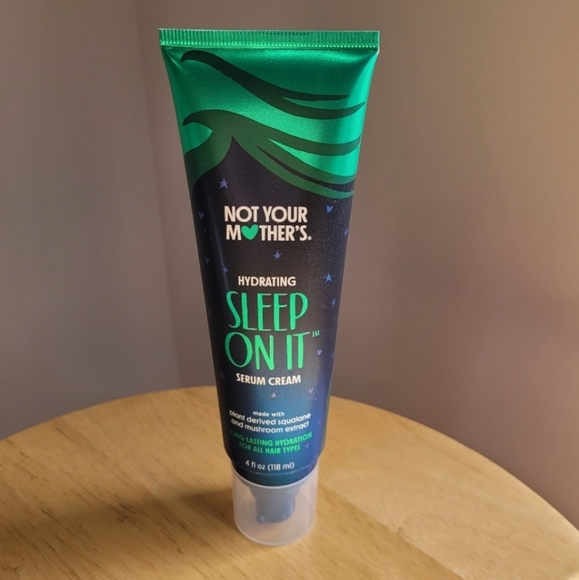 NOT YOUR
MOTHER'S®
HYDRATING
SLEEP
ON IT™
SERUM CREAM
made with
plant derived squalane
and mushroom extract
LONG-LASTING HYDRATION
FOR ALL HAIR TYPES
4 fl oz (118 ml)